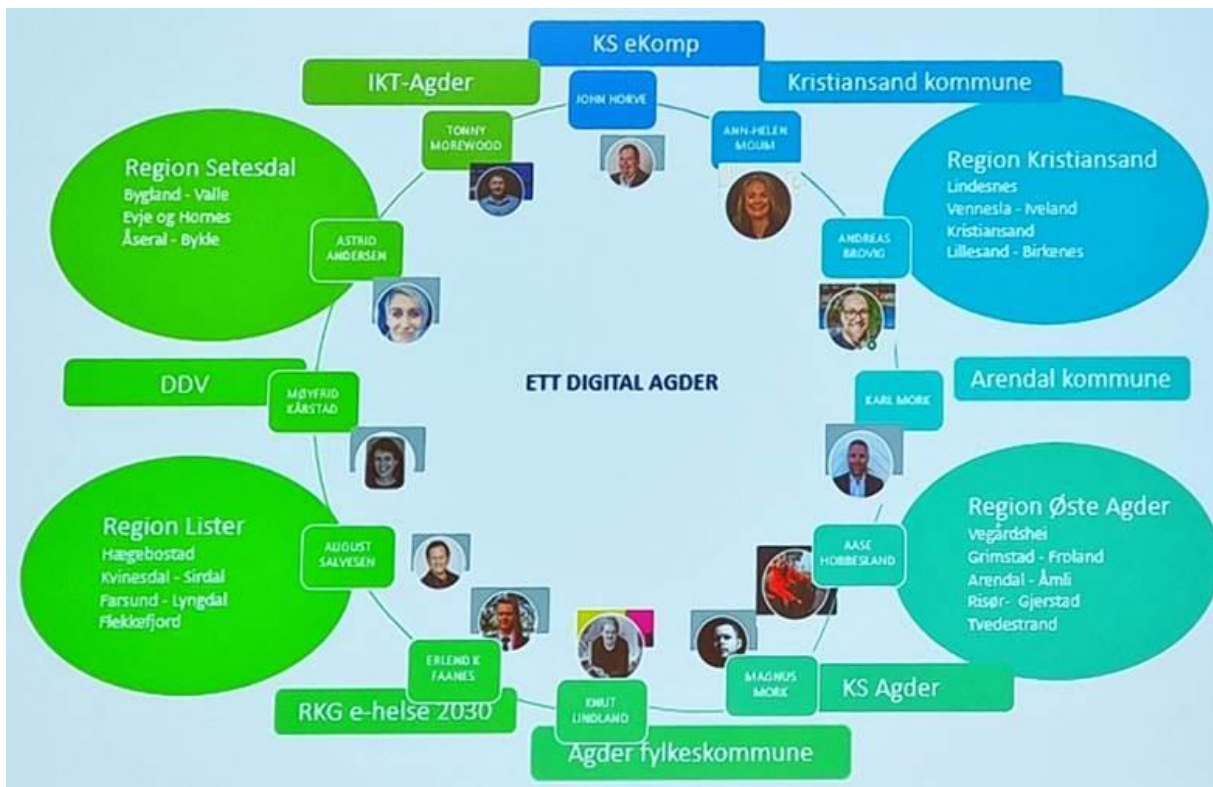 KS eKomp
IKT-Agder
Kristiansand kommune
JOHN HORVE
TONNY
MOREWOOD
ANN-HELEN
MOUM
Region Setesdal
Bygland - Valle
Evje og Hornes
Åseral - Bykle
Region Kristiansand
Lindesnes
Vennesla - Iveland
Kristiansand
Lillesand - Birkenes
ASTRID
ANDERSEN
ANDREAS
BROVIG
DDV
MØYFRID
KÅRSTAD
ETT DIGITAL AGDER
KARL MORK
Arendal kommune
Region Lister
Hægebostad
Kvinesdal - Sirdal
Farsund - Lyngdal
Flekkefjord
AUGUST
SALVESEN
AASE
HOBBESLAND
Region Øste Agder
Vegårdshei
Grimstad - Froland
Arendal - Åmli
Risør- Gjerstad
Tvedestrand
ERLEND K
FAANES
RKG e-helse 2030
KNUT
LINDLAND
MAGNUS
MORK
KS Agder
Agder fylkeskommune